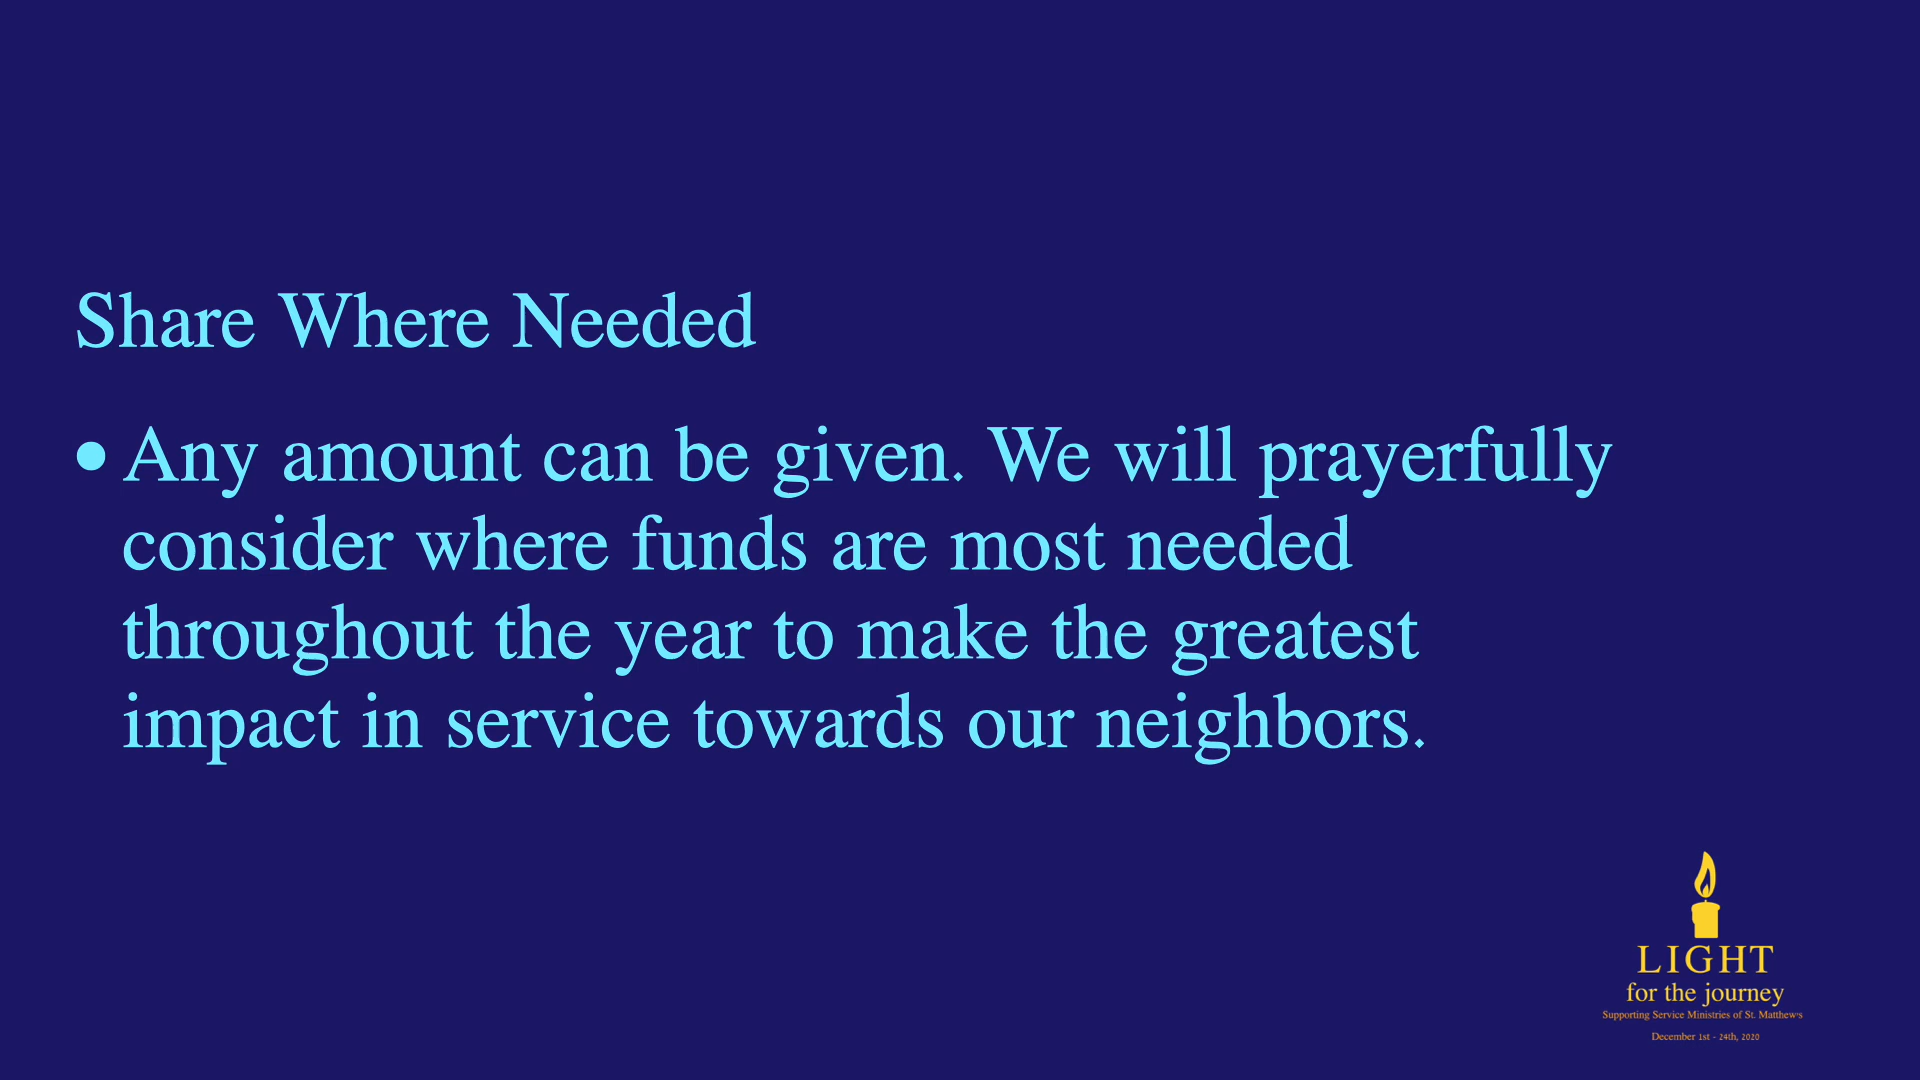 Share Where Needed
• Any amount can be given. We will prayerfully
consider where funds are most needed
throughout the year to make the greatest
impact in service towards our neighbors.
LIGHT
for the journey
Supporting Service Ministries of St. Matthew's
December 1st - 24th, 2020